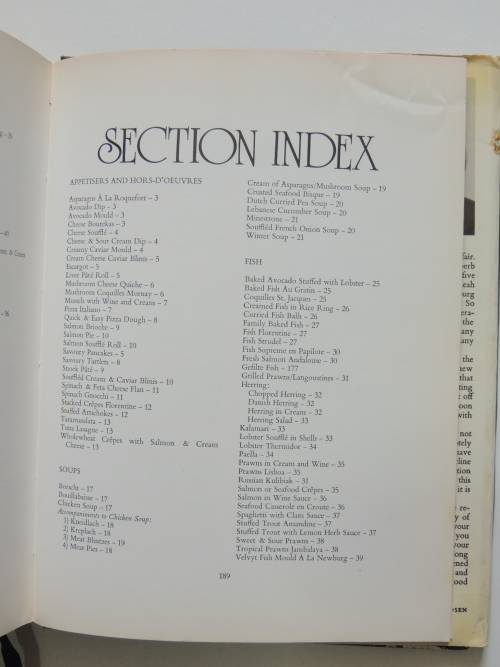 SECTION INDEX
APPETISERS AND HORS-D'OEUVRES
Asparagus À La Roquefort – 3
Avocado Dip – 3
Avocado Mould – 3
Cheese Bourekas – 3
Cheese Soufflé – 4
Cheese & Sour Cream Dip – 4
Creamy Caviar Mould – 4
Cream Cheese Caviar Blinis – 5
Escargot – 5
Liver Pâté Roll – 5
Mushroom Cheese Quiche – 6
Mushroom Coquilles Mornay – 6
Mussels with Wine and Cream – 7
Pizza Italiano – 7
Quick & Easy Pizza Dough – 8
Salmon Brioche – 9
Salmon Pie – 10
Salmon Soufflé Roll – 10
Savoury Pancakes – 5
Savoury Tartlets – 8
Stock Pâté – 9
Souffléd Cream & Caviar Blinis – 10
Spinach & Feta Cheese Flan – 11
Spinach Gnocchi – 11
Stacked Crêpes Florentine – 12
Stuffed Artichokes – 12
Taramasalata – 13
Tuna Lasagne – 13
Wholewheat Crêpes with Salmon & Cream
Cheese – 13
SOUPS
Borscht – 17
Bouillabaisse – 17
Chicken Soup – 17
Accompaniments to Chicken Soup:
1) Kneidlach – 18
2) Kreplach – 18
3) Meat Blintzes – 19
4) Meat Pies – 18
Cream of Asparagus/Mushroom Soup – 19
Crusted Seafood Bisque – 19
Dutch Curried Pea Soup – 20
Lebanese Cucumber Soup – 20
Minestrone – 21
Souffléd French Onion Soup – 20
Winter Soup – 21
FISH
Baked Avocado Stuffed with Lobster – 25
Baked Fish Au Gratin – 25
Coquilles St. Jacques – 25
Creamed Fish in Rice Ring – 26
Curried Fish Balls – 26
Family Baked Fish – 27
Fish Florentine – 27
Fish Strudel – 27
Fish Supreme en Papilote – 30
Fresh Salmon Andalouse – 30
Gefilte Fish – 177
Grilled Prawns/Langoustines – 31
Herring:
Chopped Herring – 32
Danish Herring – 32
Herring in Cream – 32
Herring Salad – 33
Kalamari – 33
Lobster Soufflé in Shells – 33
Lobster Thermidor – 34
Paella – 34
Prawns in Cream and Wine – 35
Prawns Lisboa – 35
Russian Kulibiak – 31
Salmon or Seafood Crêpes – 35
Salmon in Wine Sauce – 36
Seafood Casserole en Croute – 36
Spaghetti with Clam Sauce – 37
Stuffed Trout Amandine – 37
Stuffed Trout with Lemon Herb Sauce – 37
Sweet & Sour Prawns – 38
Tropical Prawns Jambalaya – 38
Velvyt Fish Mould À La Newburg – 39
189